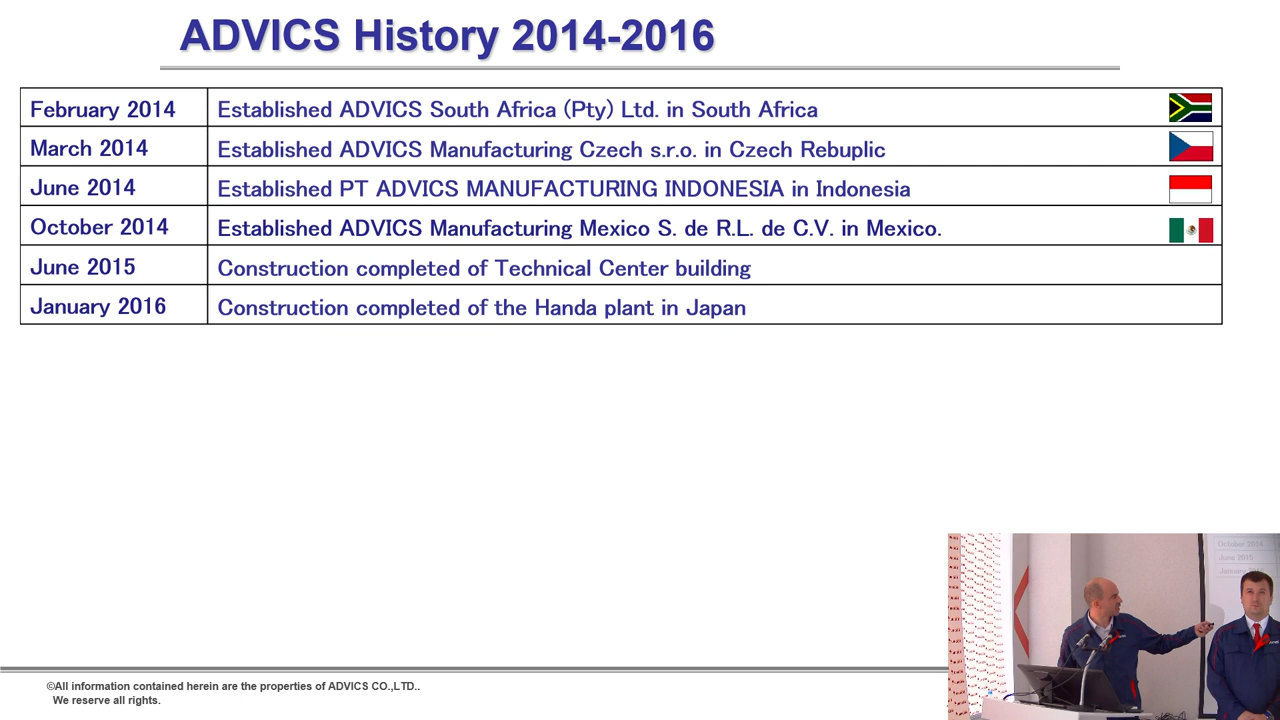 ADVICS History 2014-2016
February 2014 Established ADVICS South Africa (Pty) Ltd. in South Africa
March 2014 Established ADVICS Manufacturing Czech s.r.o. in Czech Rebuplic
June 2014 Established PT ADVICS MANUFACTURING INDONESIA in Indonesia
October 2014 Established ADVICS Manufacturing Mexico S. de R.L. de C.V. in Mexico.
June 2015 Construction completed of Technical Center building
January 2016 Construction completed of the Handa plant in Japan
October 2014
June 2015
©All information contained herein are the properties of ADVICS CO.,LTD..
We reserve all rights.